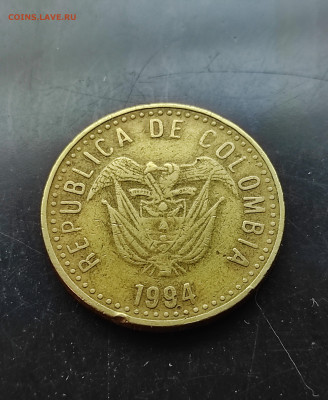 COINS.LAVE.RU
REPUBLICA DE COLOMBIA
1994